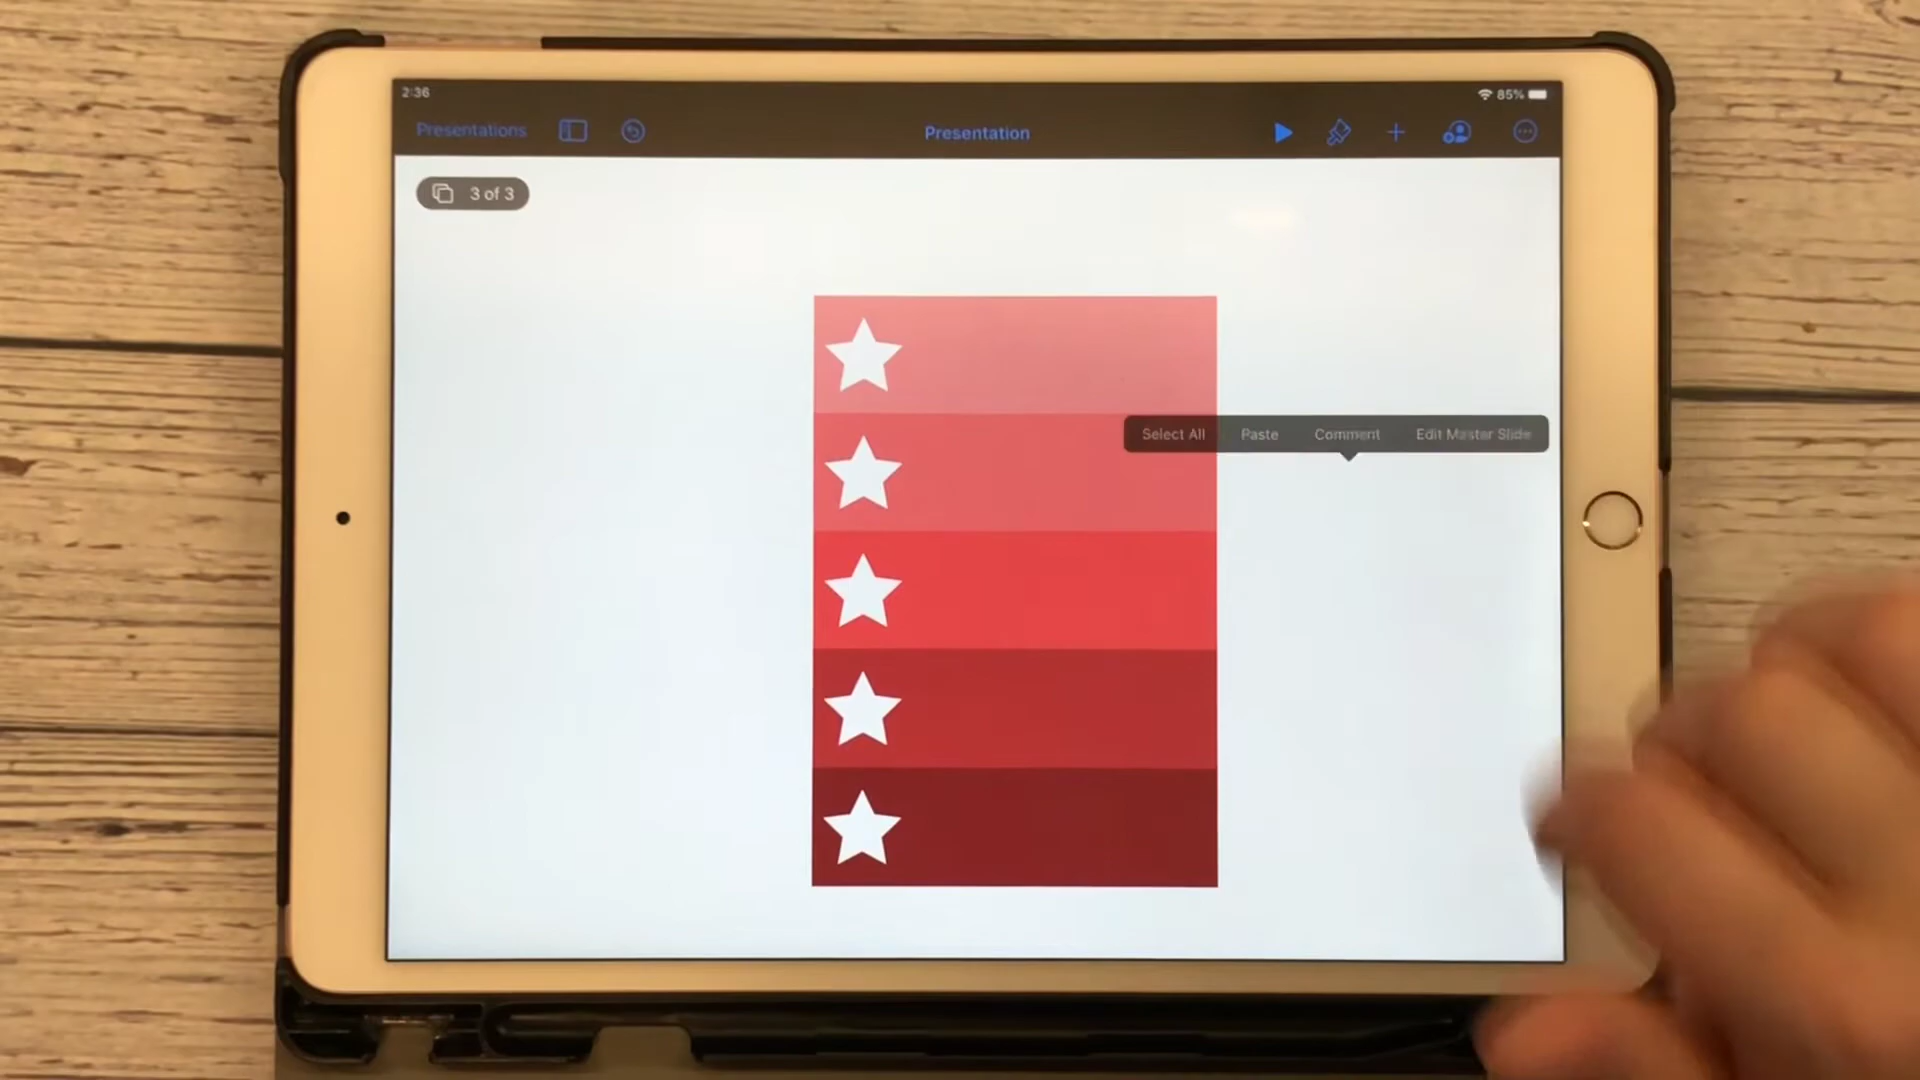 2:36
85%
Presentations
Presentation
3 of 3
Select All Paste Comment Edit Master Slide